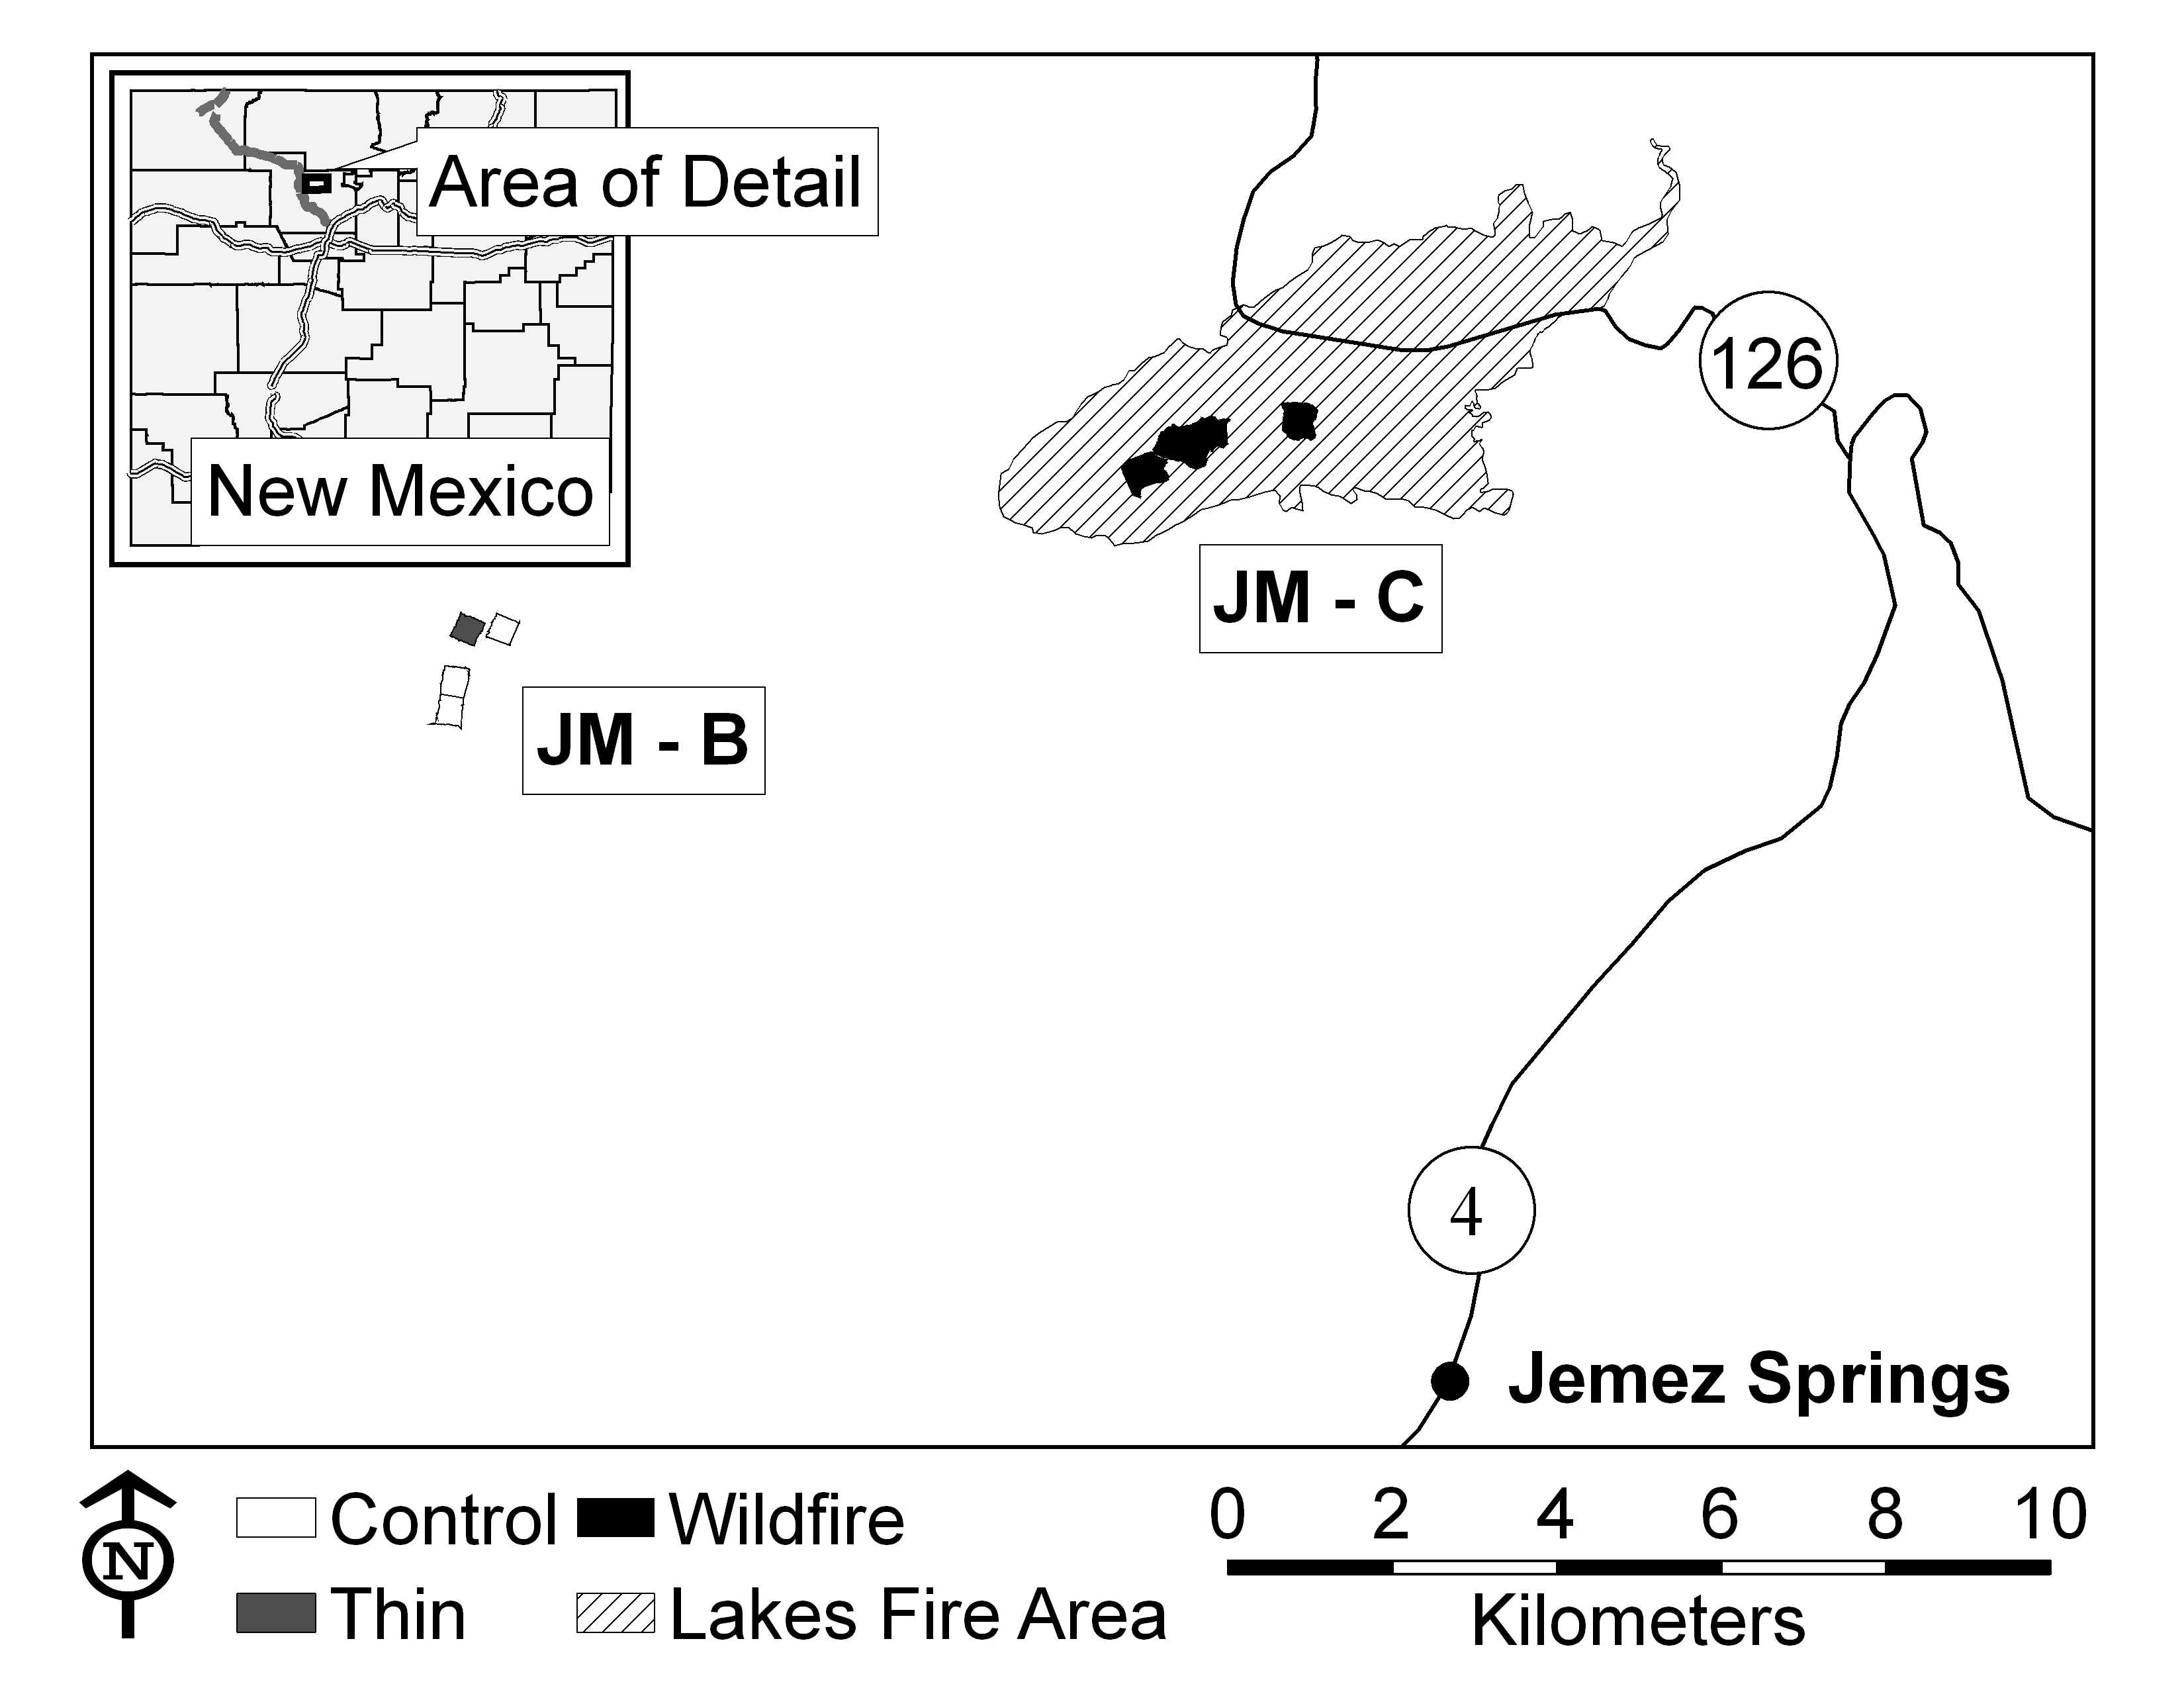 Area of Detail
New Mexico
126
JM - C
JM - B
4
Jemez Springs
N
Control
Wildfire
Thin
Lakes Fire Area
0 2 4 6 8 10
Kilometers